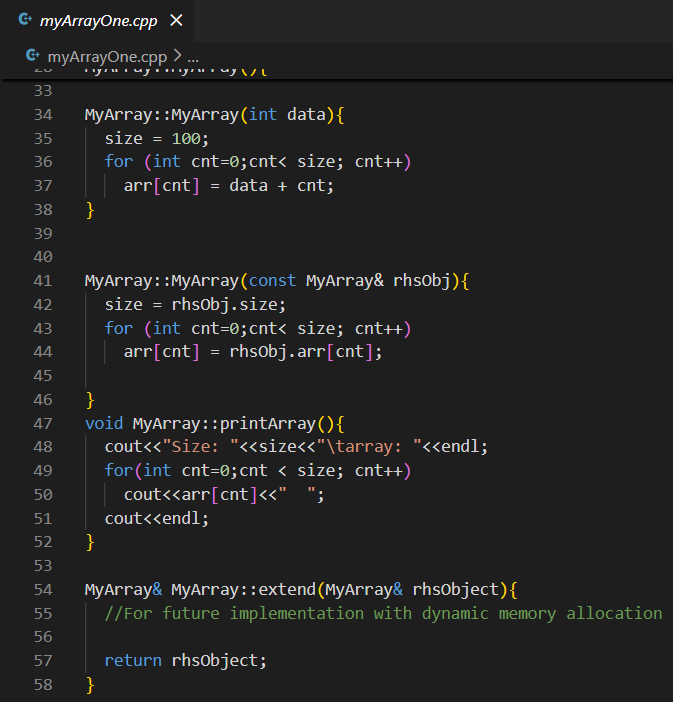 myArrayOne.cpp ×
myArrayOne.cpp > ...
33
34 MyArray::MyArray(int data){
35 size = 100;
36 for (int cnt=0;cnt< size; cnt++)
37 arr[cnt] = data + cnt;
38 }
39
40
41 MyArray::MyArray(const MyArray& rhsObj){
42 size = rhsObj.size;
43 for (int cnt=0;cnt< size; cnt++)
44 arr[cnt] = rhsObj.arr[cnt];
45
46 }
47 void MyArray::printArray(){
48 cout<<"Size: "<<size<<"\tarray: "<<endl;
49 for(int cnt=0;cnt < size; cnt++)
50 cout<<arr[cnt]<<"  ";
51 cout<<endl;
52 }
53
54 MyArray& MyArray::extend(MyArray& rhsObject){
55 //For future implementation with dynamic memory allocation
56
57 return rhsObject;
58 }